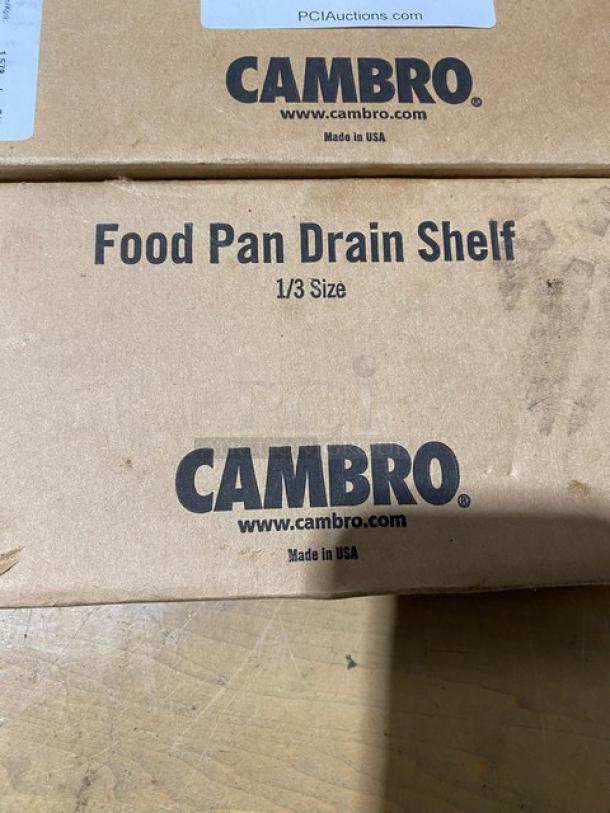 PCIAuctions.com
CAMBRO®
www.cambro.com
Made in USA
Food Pan Drain Shelf
1/3 Size
PCI
CAMBRO®
www.cambro.com
Made in USA